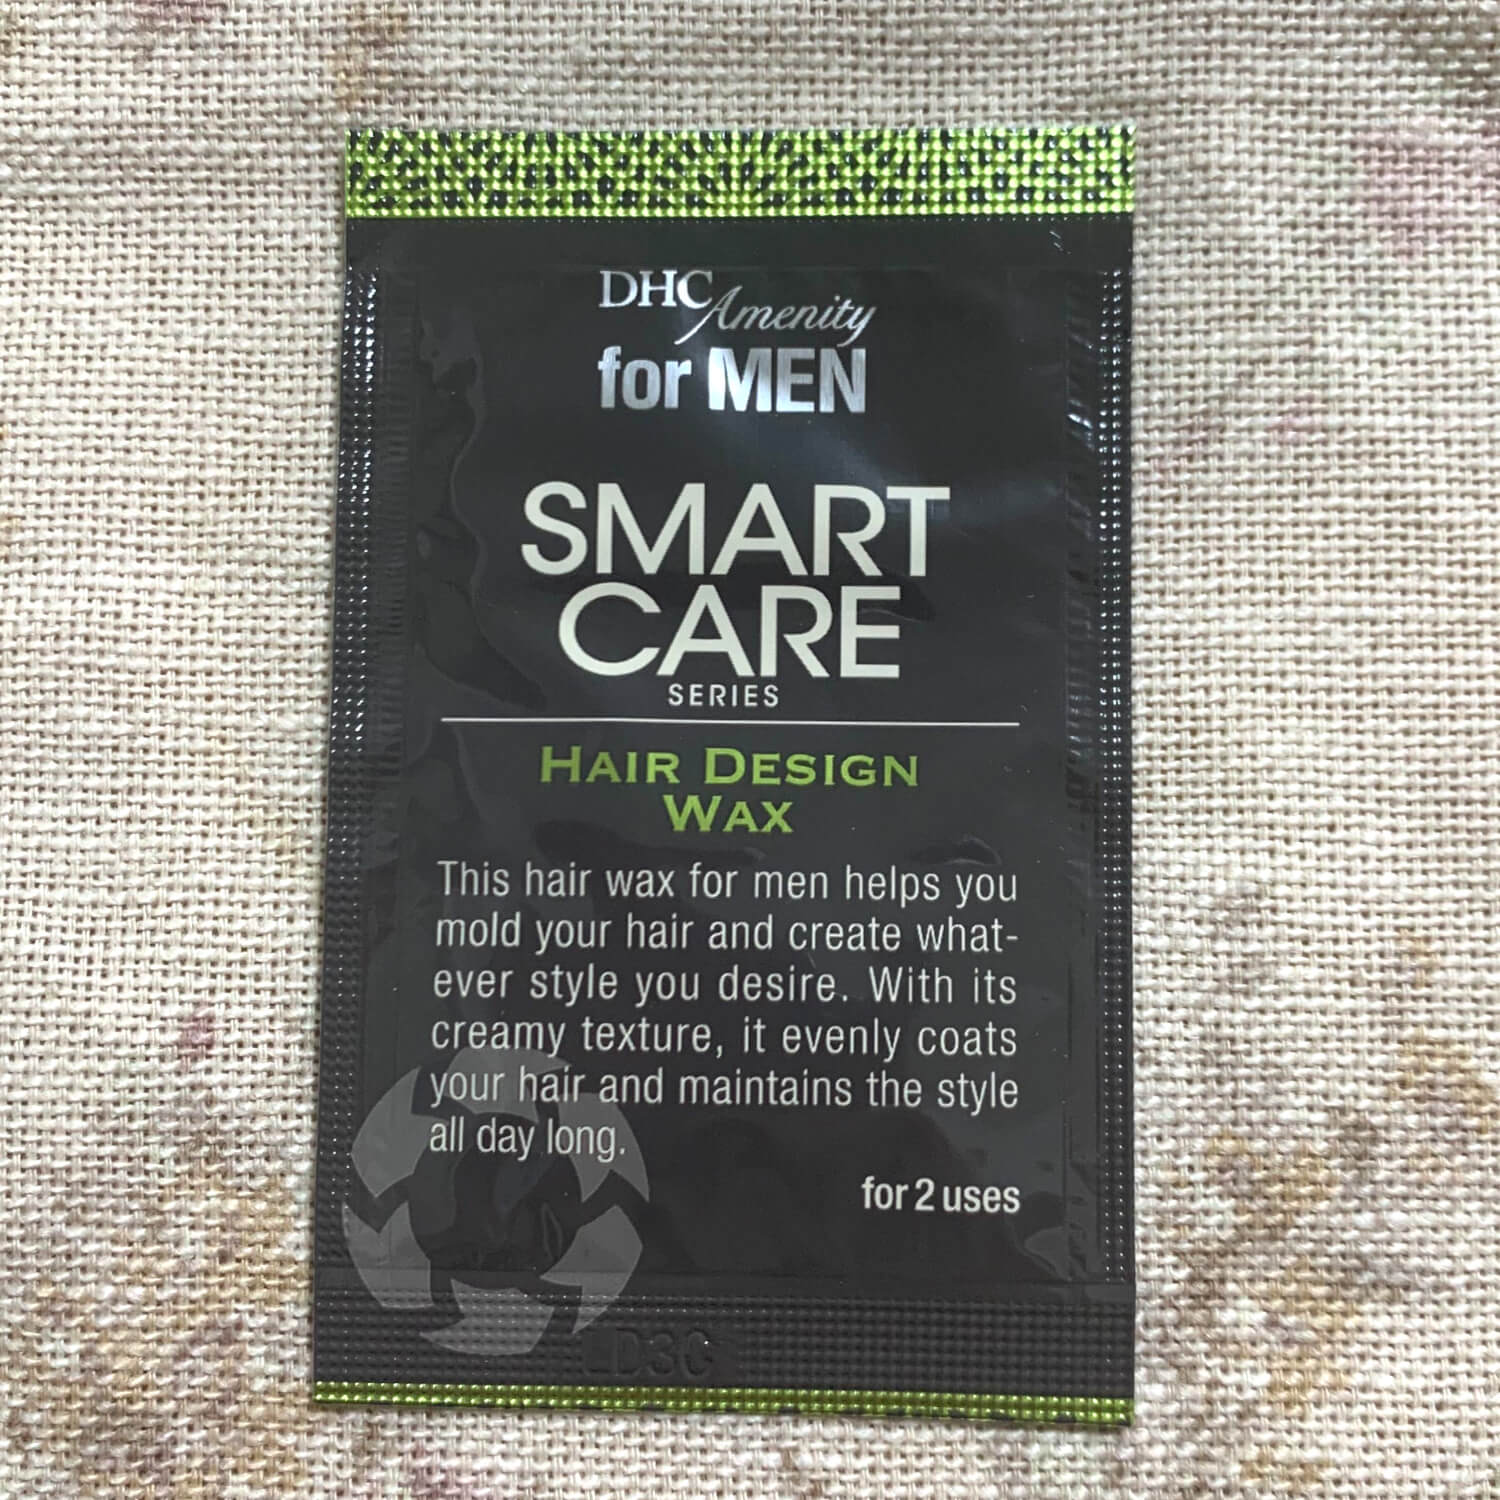 DHC Amenity
for MEN
SMART
CARE
SERIES
HAIR DESIGN
WAX
This hair wax for men helps you
mold your hair and create what-
ever style you desire. With its
creamy texture, it evenly coats
your hair and maintains the style
all day long.
for 2 uses